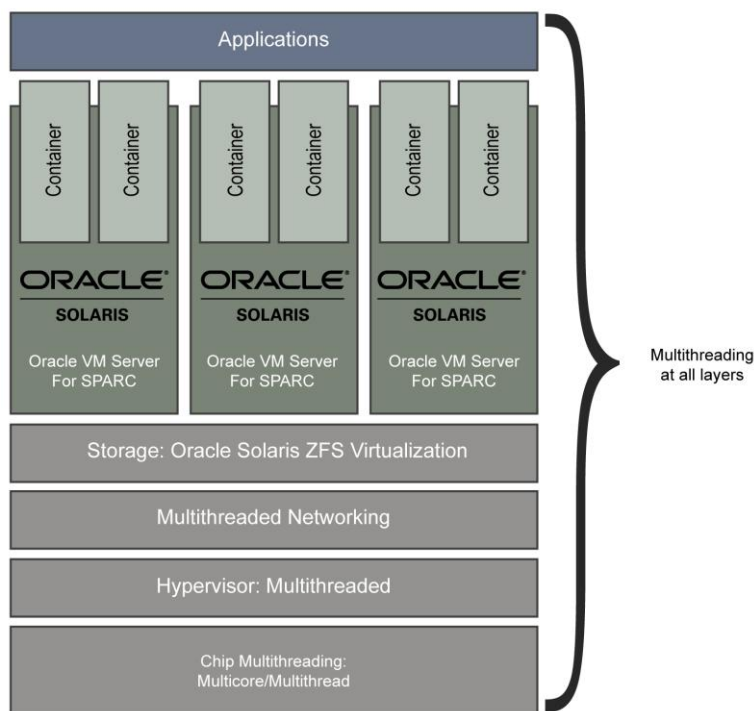 Applications
Container
Container
Container
Container
Container
Container
ORACLE®
SOLARIS
Oracle VM Server
For SPARC
ORACLE®
SOLARIS
Oracle VM Server
For SPARC
ORACLE®
SOLARIS
Oracle VM Server
For SPARC
Multithreading
at all layers
Storage: Oracle Solaris ZFS Virtualization
Multithreaded Networking
Hypervisor: Multithreaded
Chip Multithreading:
Multicore/Multithread